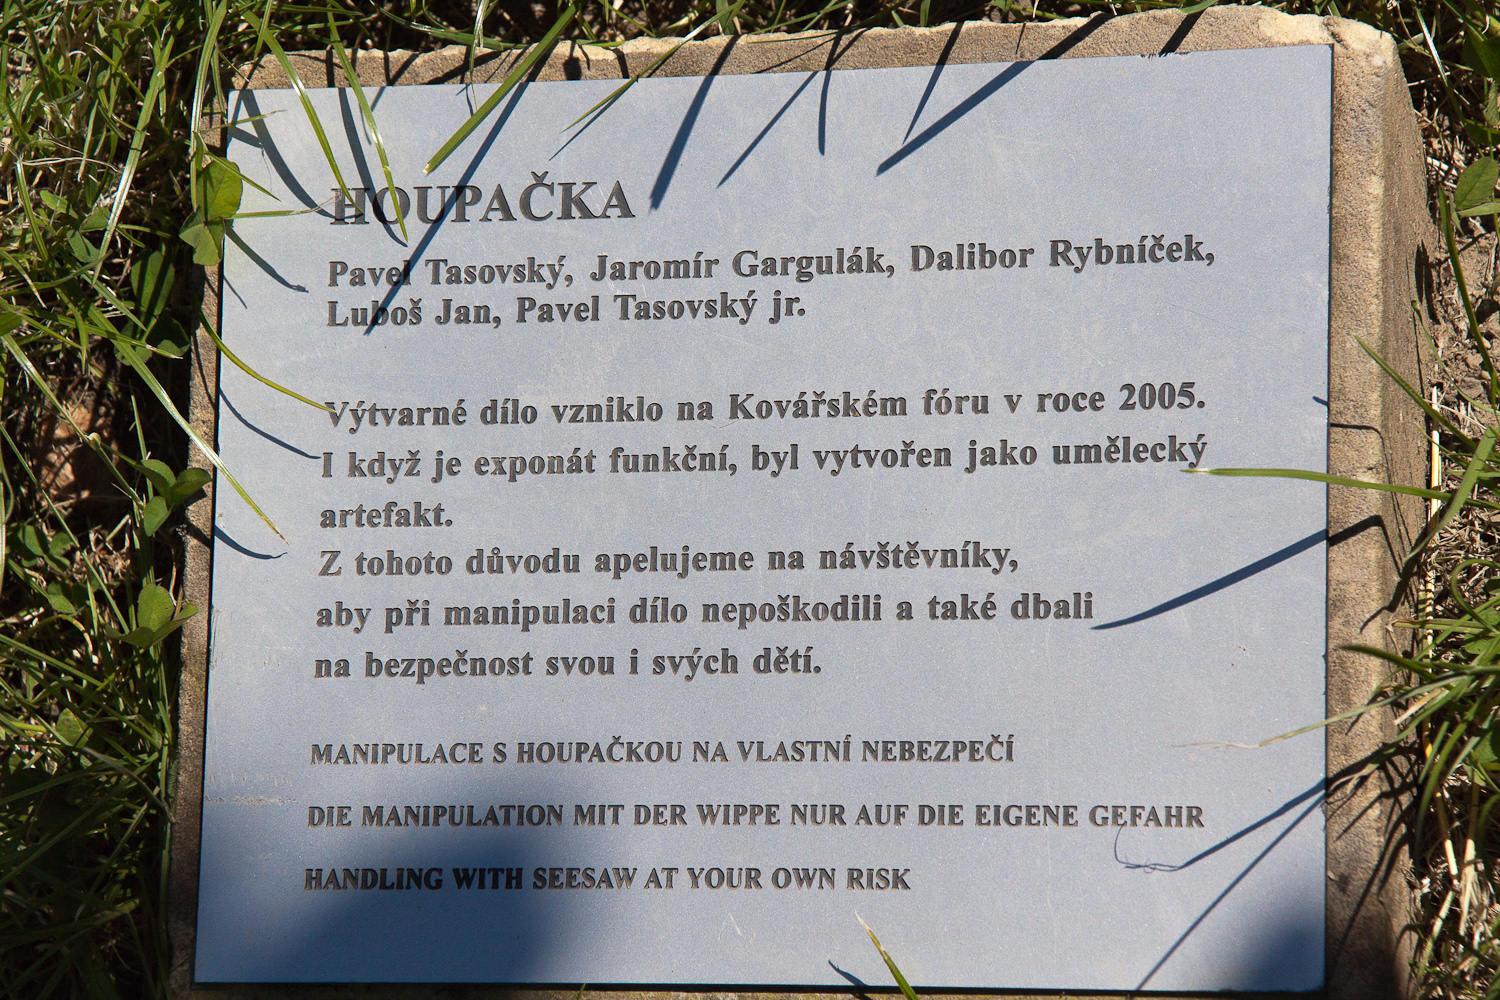 HOUPAČKA
Pavel Tasovský, Jaromír Gargulák, Dalibor Rybníček,
Luboš Jan, Pavel Tasovský jr.
Výtvarné dílo vzniklo na Kovářském fóru v roce 2005.
I když je exponát funkční, byl vytvořen jako umělecký
artefakt.
Z tohoto důvodu apelujeme na návštěvníky,
aby při manipulaci dílo nepoškodili a také dbali
na bezpečnost svou i svých dětí.
MANIPULACE S HOUPAČKOU NA VLASTNÍ NEBEZPEČÍ
DIE MANIPULATION MIT DER WIPPE NUR AUF DIE EIGENE GEFAHR
HANDLING WITH SEESAW AT YOUR OWN RISK